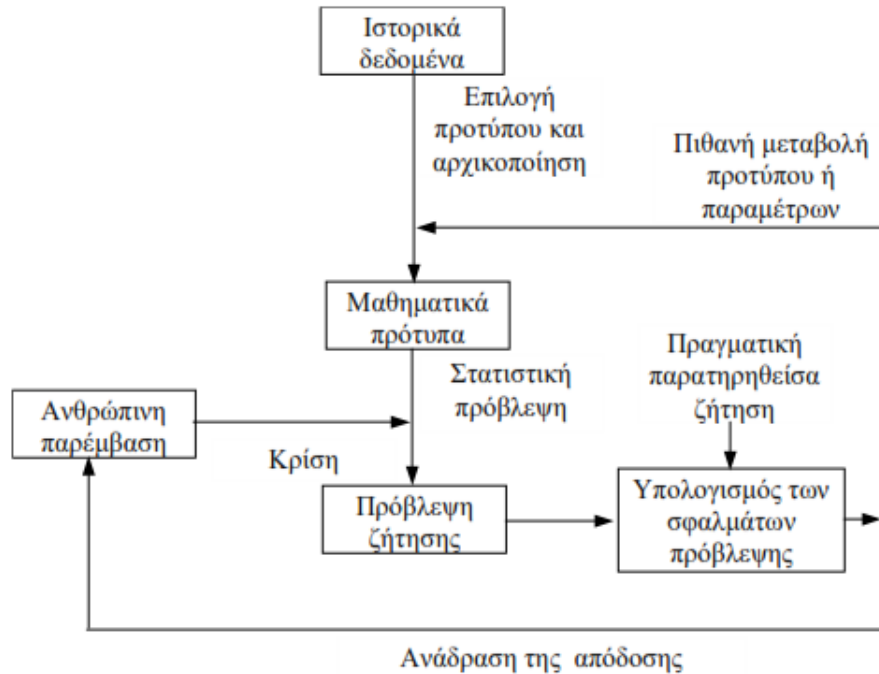 Ιστορικά
δεδομένα
Επιλογή
προτύπου και
αρχικοποίηση
Πιθανή μεταβολή
προτύπου ή
παραμέτρων
Μαθηματικά
πρότυπα
Στατιστική
πρόβλεψη
Πραγματική
παρατηρηθείσα
ζήτηση
Ανθρώπινη
παρέμβαση
Κρίση
Πρόβλεψη
ζήτησης
Υπολογισμός των
σφαλμάτων
πρόβλεψης
Ανάδραση της απόδοσης